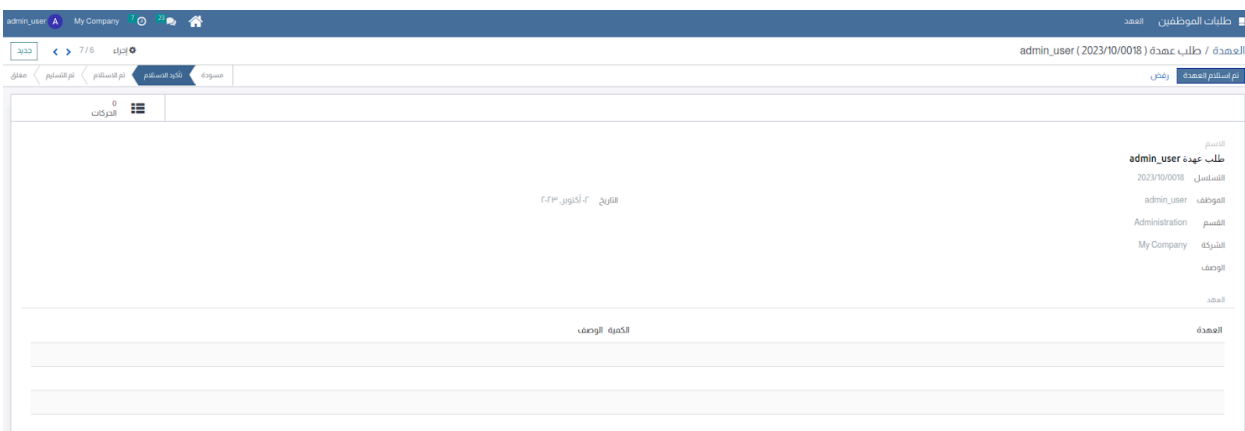 طلبات الموظفين العهد 23 7 My Company A admin_user
العهدة / طلب عهدة admin_user ( 2023/10/0018 ) إجراء 7/6 جديد
تم استلام العهدة رفض مسودة تأكيد الاستلام تم الاستلام تم التسليم مغلق
0
الحركات
الاسم
طلب عهدة admin_user
التسلسل 2023/10/0018
الموظف admin_user التاريخ ٢٠ أكتوبر, ٢٠٢٣
القسم Administration
الشركة My Company
الوصف
العهد
العهدة الكمية الوصف